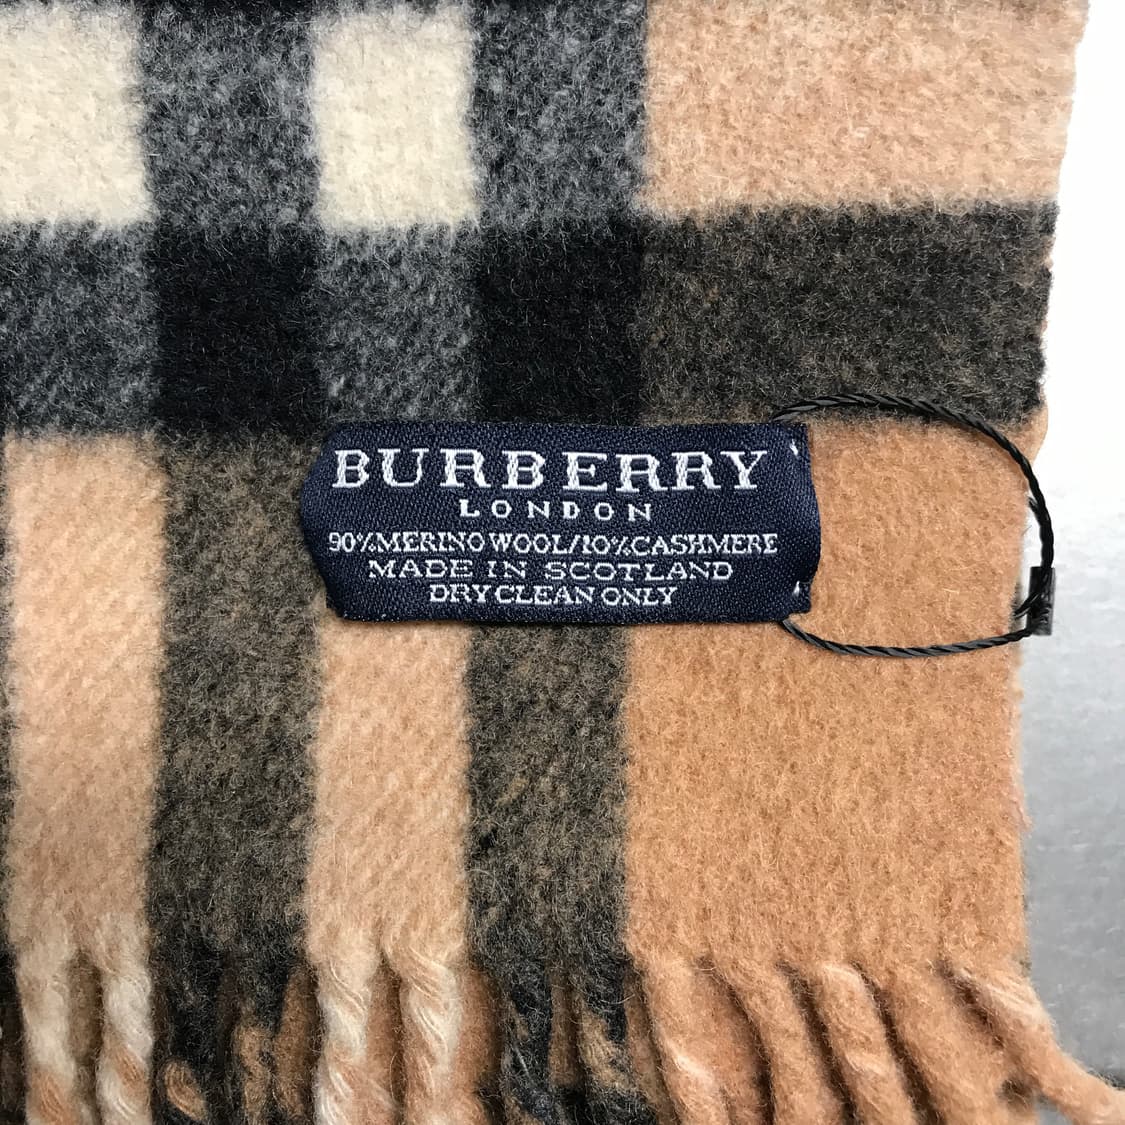 BURBERRY
LONDON
90%MERINO WOOL/10%CASHMERE
MADE IN SCOTLAND
DRY CLEAN ONLY